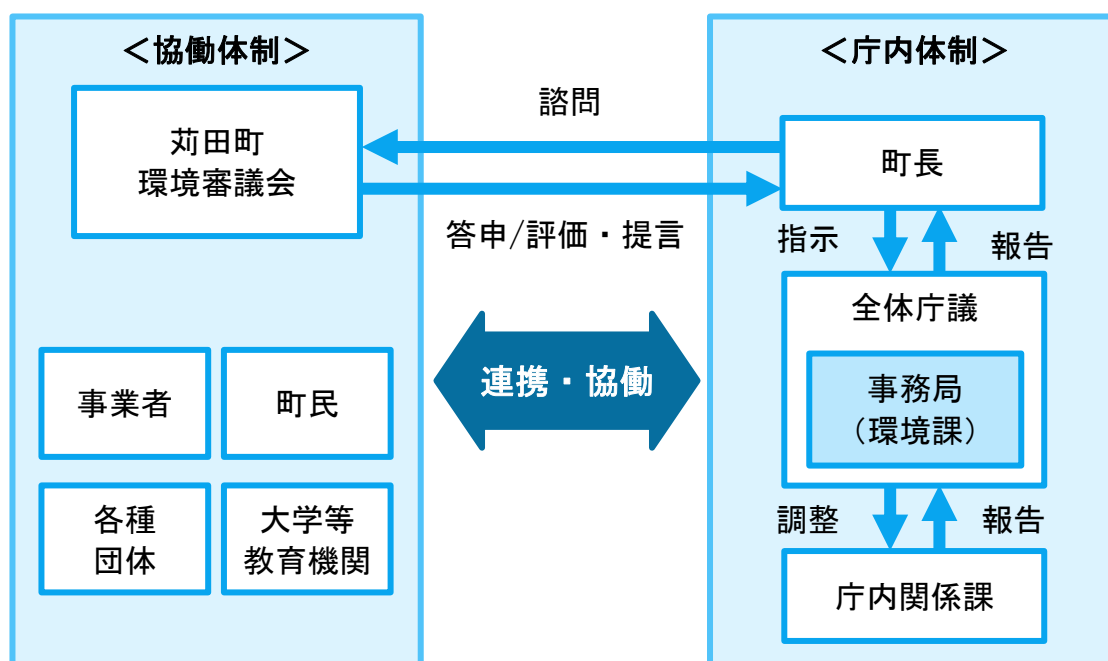 ＜協働体制＞
苅田町
環境審議会
事業者
町民
各種
団体
大学等
教育機関
諮問
答申/評価・提言
連携・協働
＜庁内体制＞
町長
指示
報告
全体庁議
事務局
（環境課）
調整
報告
庁内関係課